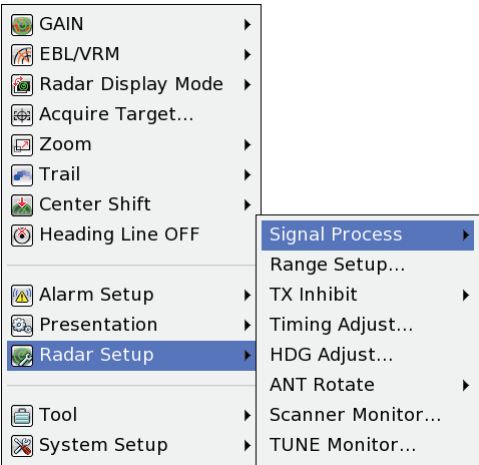 GAIN
EBL/VRM
Radar Display Mode
Acquire Target...
Zoom
Trail
Center Shift
Heading Line OFF
Alarm Setup
Presentation
Radar Setup
Tool
System Setup
Signal Process
Range Setup...
TX Inhibit
Timing Adjust...
HDG Adjust...
ANT Rotate
Scanner Monitor...
TUNE Monitor...